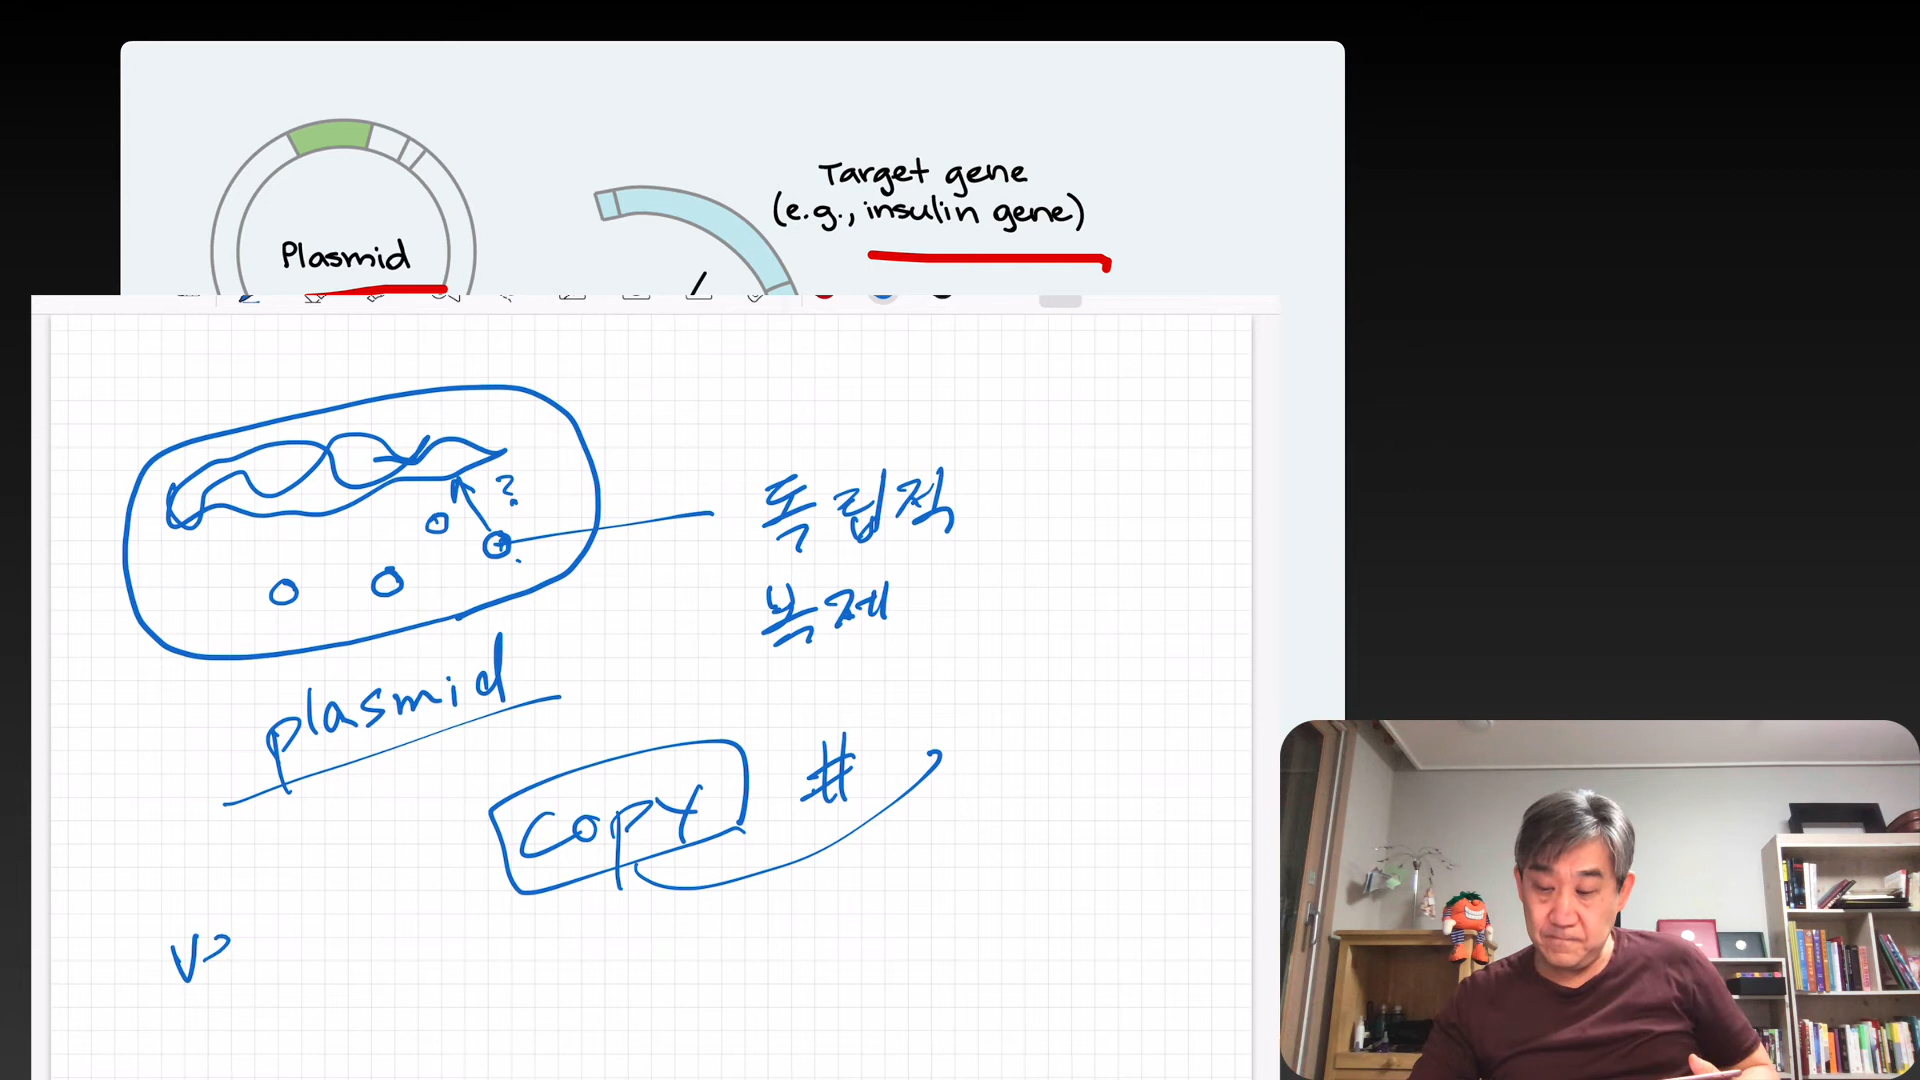 Target gene
(e.g., insulin gene)
Plasmid
?
독립적
복제
plasmid
copy #